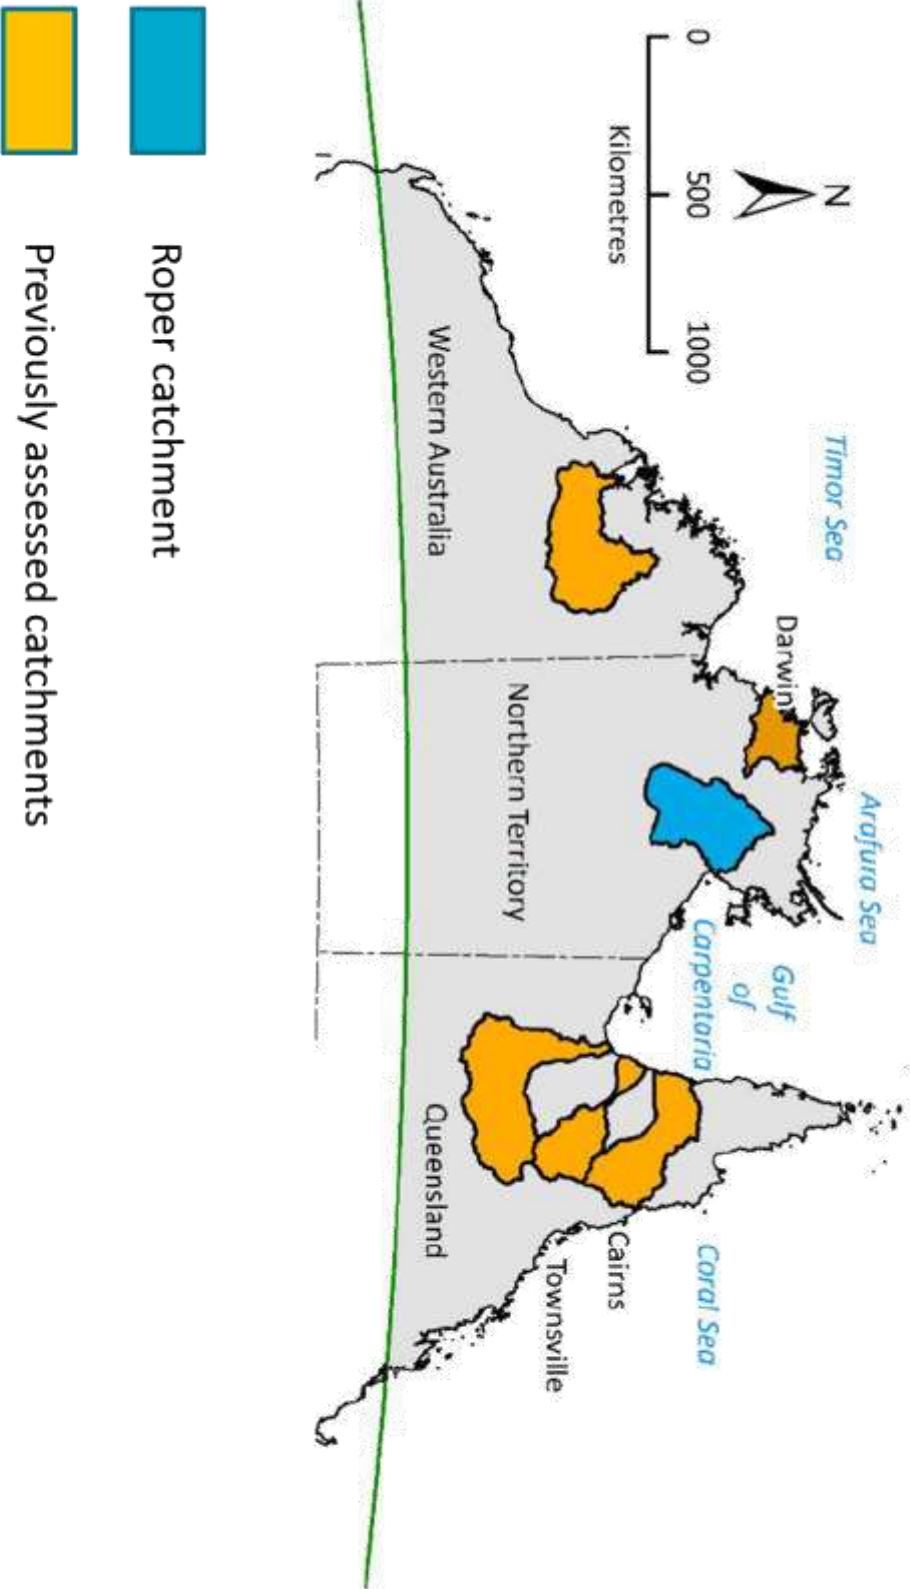 Timor Sea
Arafura Sea
N
Darwin
Gulf
of
Carpentaria
Coral Sea
0 500 1000
Kilometres
Cairns
Townsville
Northern Territory
Western Australia
Queensland
Roper catchment
Previously assessed catchments